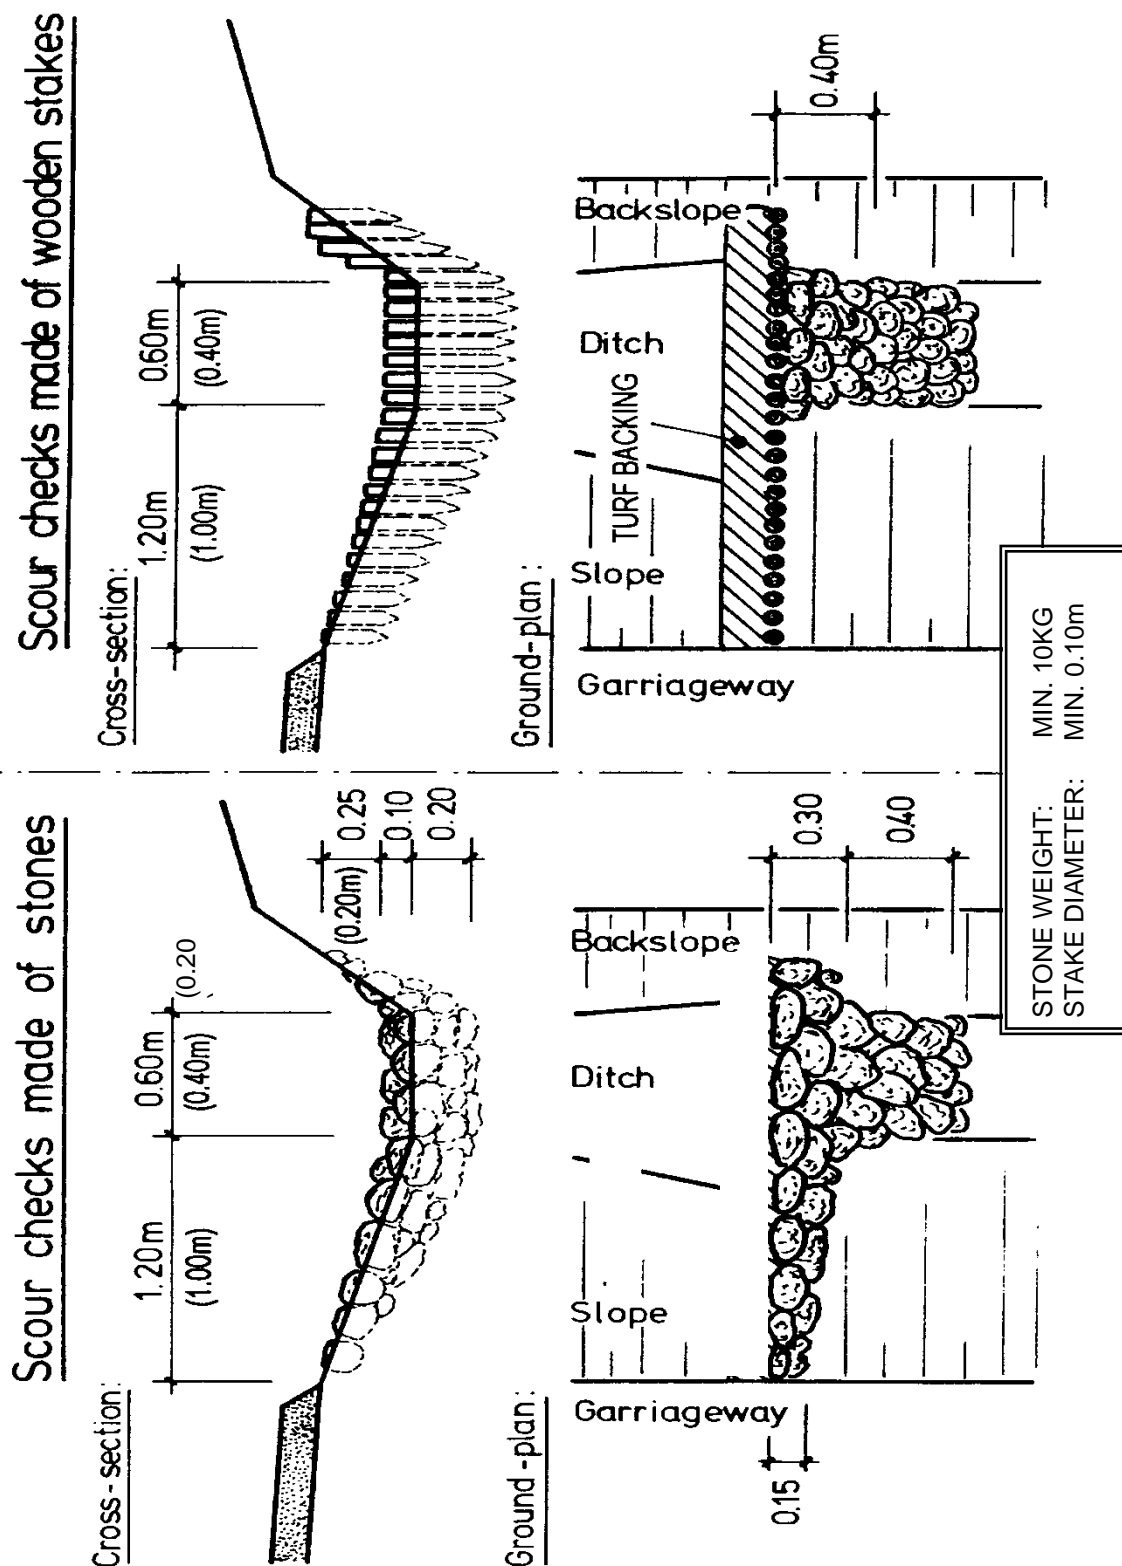 Scour checks made of stones
Cross-section:
1.20m
(1.00m)
0.60m
(0.40m)
(0.20
(0.20m)
0.25
0.10
0.20
Ground-plan:
Backslope
Ditch
Slope
Garriageway
0.15
0.30
0.40
Scour checks made of wooden stakes
Cross-section:
1.20m
(1.00m)
0.60m
(0.40m)
Ground-plan:
Backslope
Ditch
TURF BACKING
Slope
Garriageway
0.40m
STONE WEIGHT: MIN. 10KG
STAKE DIAMETER: MIN. 0.10m